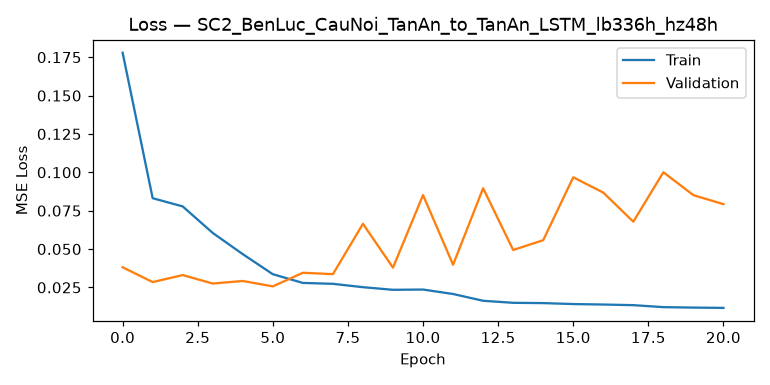 Loss — SC2_BenLuc_CauNoi_TanAn_to_TanAn_LSTM_lb336h_hz48h
Train
Validation
MSE Loss
0.175
0.150
0.125
0.100
0.075
0.050
0.025
0.0 2.5 5.0 7.5 10.0 12.5 15.0 17.5 20.0
Epoch